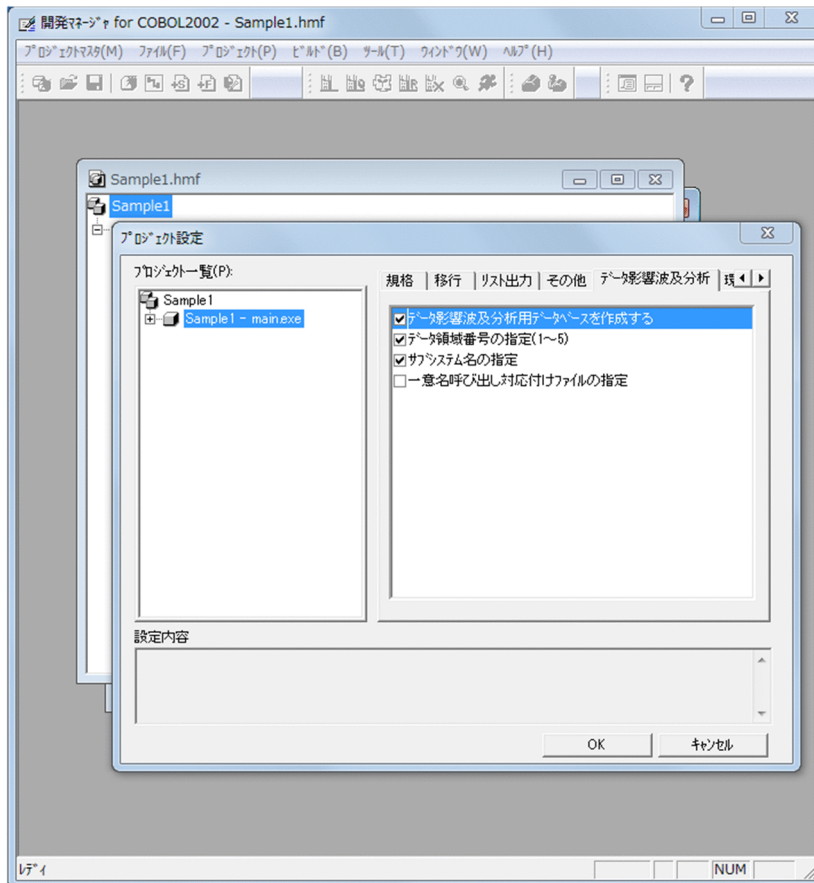 開発ﾏﾈｰｼﾞｬ for COBOL2002 - Sample1.hmf
ﾌﾟﾛｼﾞｪｸﾄﾏｽﾀ(M) ﾌｧｲﾙ(F) ﾌﾟﾛｼﾞｪｸﾄ(P) ﾋﾞﾙﾄﾞ(B) ﾂｰﾙ(T) ｳｨﾝﾄﾞｳ(W) ﾍﾙﾌﾟ(H)
Sample1.hmf
Sample1
ﾌﾟﾛｼﾞｪｸﾄ設定
ﾌﾟﾛｼﾞｪｸﾄ一覧(P):
規格 移行 ﾘｽﾄ出力 その他 ﾃﾞｰﾀ影響波及分析
Sample1
Sample1 - main.exe
ﾃﾞｰﾀ影響波及分析用ﾃﾞｰﾀﾍﾞｰｽを作成する
ﾃﾞｰﾀ領域番号の指定(1～5)
ｻﾌﾞｼｽﾃﾑ名の指定
一意名呼び出し対応付けﾌｧｲﾙの指定
設定内容
OK ｷｬﾝｾﾙ
ﾚﾃﾞｨ NUM